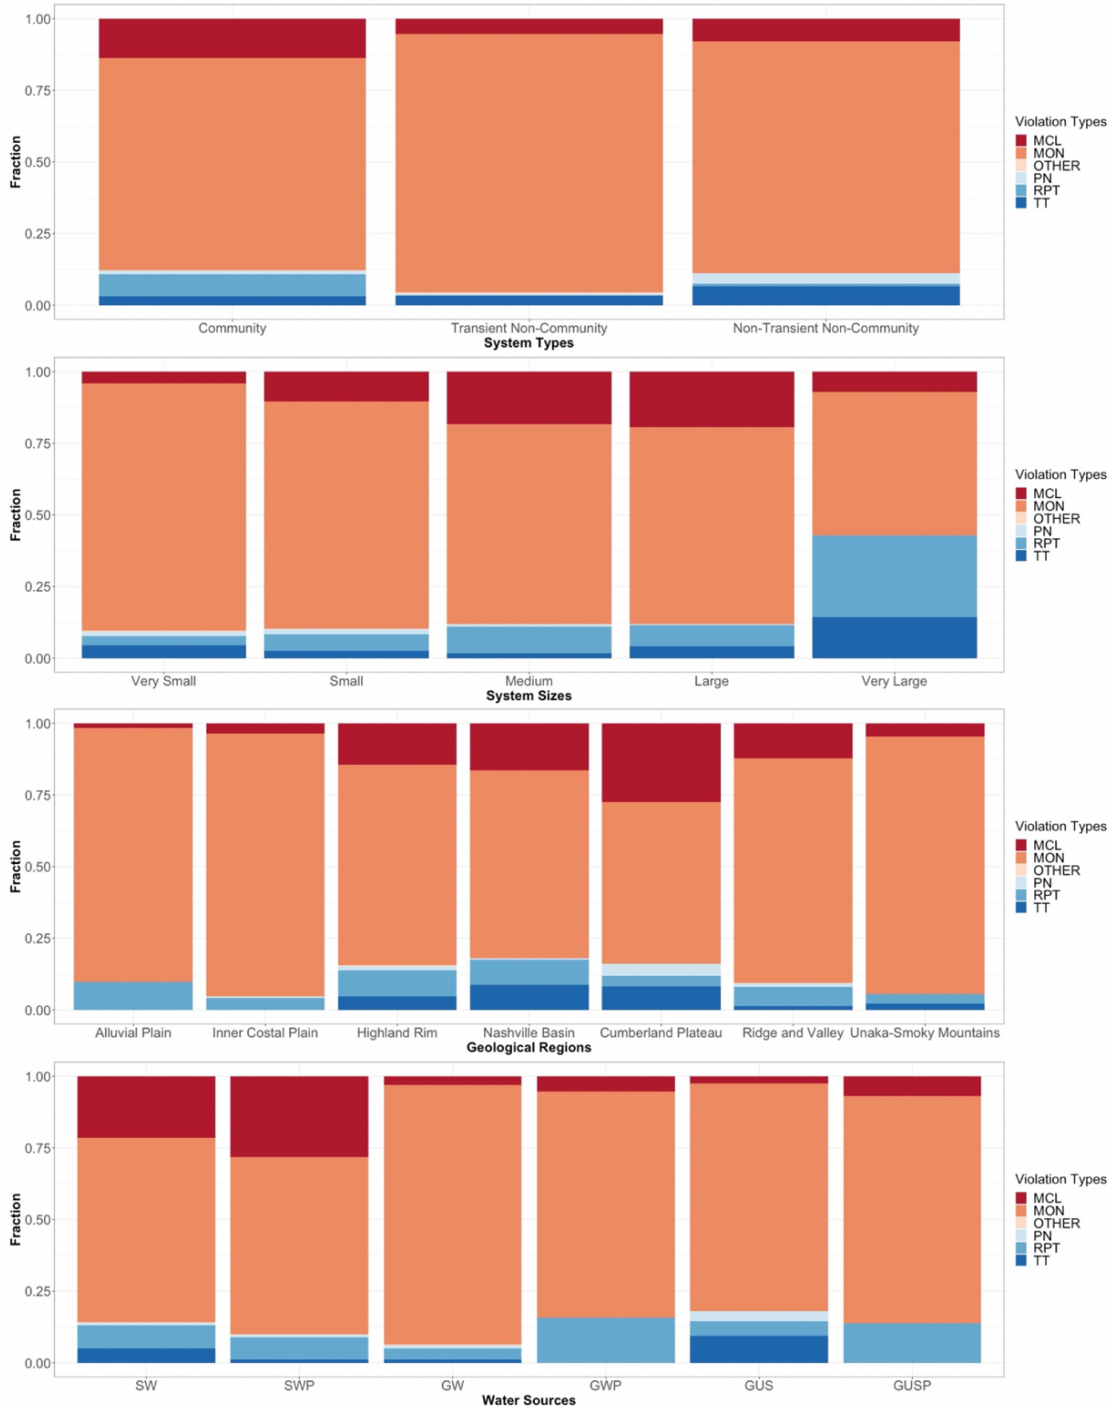 1.00
0.75
0.50
0.25
0.00
Fraction
Community Transient Non-Community Non-Transient Non-Community
System Types
Violation Types
MCL
MON
OTHER
PN
RPT
TT
1.00
0.75
0.50
0.25
0.00
Fraction
Very Small Small Medium Large Very Large
System Sizes
Violation Types
MCL
MON
OTHER
PN
RPT
TT
1.00
0.75
0.50
0.25
0.00
Fraction
Alluvial Plain Inner Costal Plain Highland Rim Nashville Basin Cumberland Plateau Ridge and Valley Unaka-Smoky Mountains
Geological Regions
Violation Types
MCL
MON
OTHER
PN
RPT
TT
1.00
0.75
0.50
0.25
0.00
Fraction
SW SWP GW GWP GUS GUSP
Water Sources
Violation Types
MCL
MON
OTHER
PN
RPT
TT